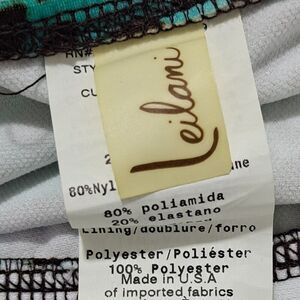 RN#
STY
CU
Leilani
2
ne
80%Nyl
80% poliamida
20% elastano
Lining/doublure/forro
Polyester/Poliéster
100% Polyester
Made in U.S.A
of imported fabrics